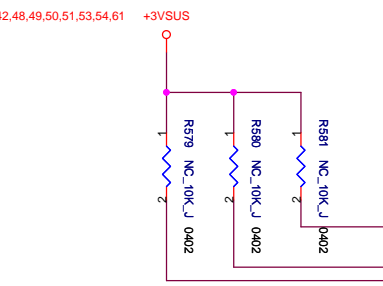 42,48,49,50,51,53,54,61 +3VSUS
1 R579 NC_10K_J 0402 2
1 R580 NC_10K_J 0402 2
1 R581 NC_10K_J 0402 2